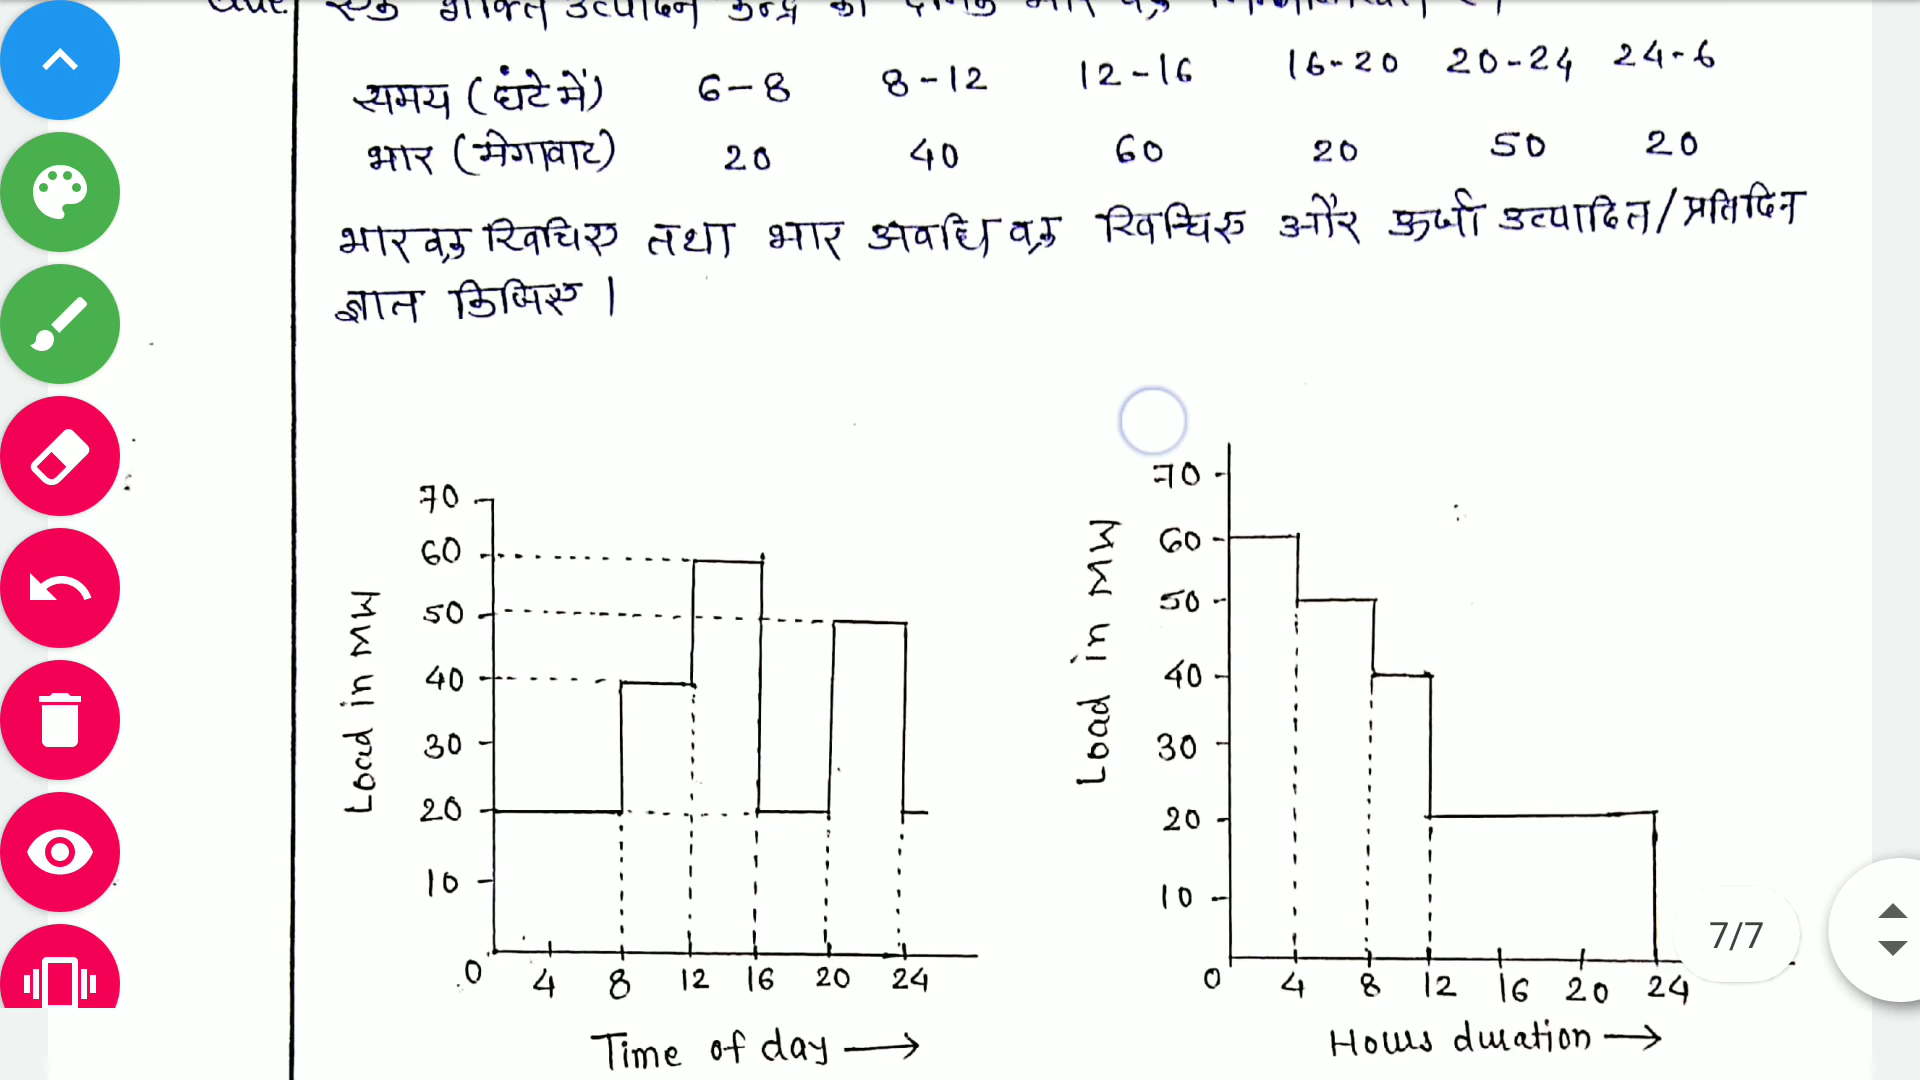 समय (घंटे में) 6-8 8-12 12-16 16-20 20-24 24-6
भार (मेगावाट) 20 40 60 20 50 20
भार वक्र खिचिए तथा भार अवधि वक्र खिंचिए और ऊर्जा उत्पादित/प्रतिदिन
ज्ञात किजिए |
Load in MW
70
60
50
40
30
20
10
0 4 8 12 16 20 24
Time of day →
Load in MW
70
60
50
40
30
20
10
0 4 8 12 16 20 24
Hours duration →
7/7